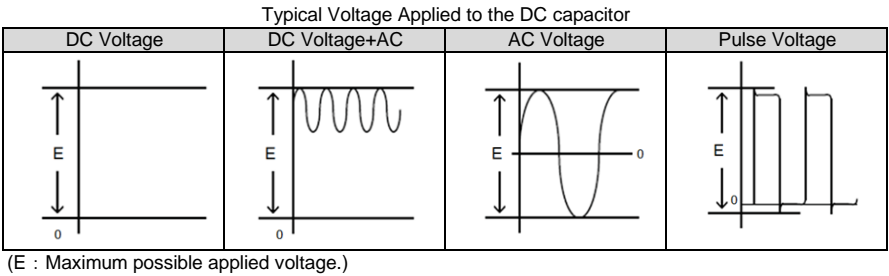 Typical Voltage Applied to the DC capacitor
DC Voltage DC Voltage+AC AC Voltage Pulse Voltage
E E E E
0 0 0 0
(E：Maximum possible applied voltage.)